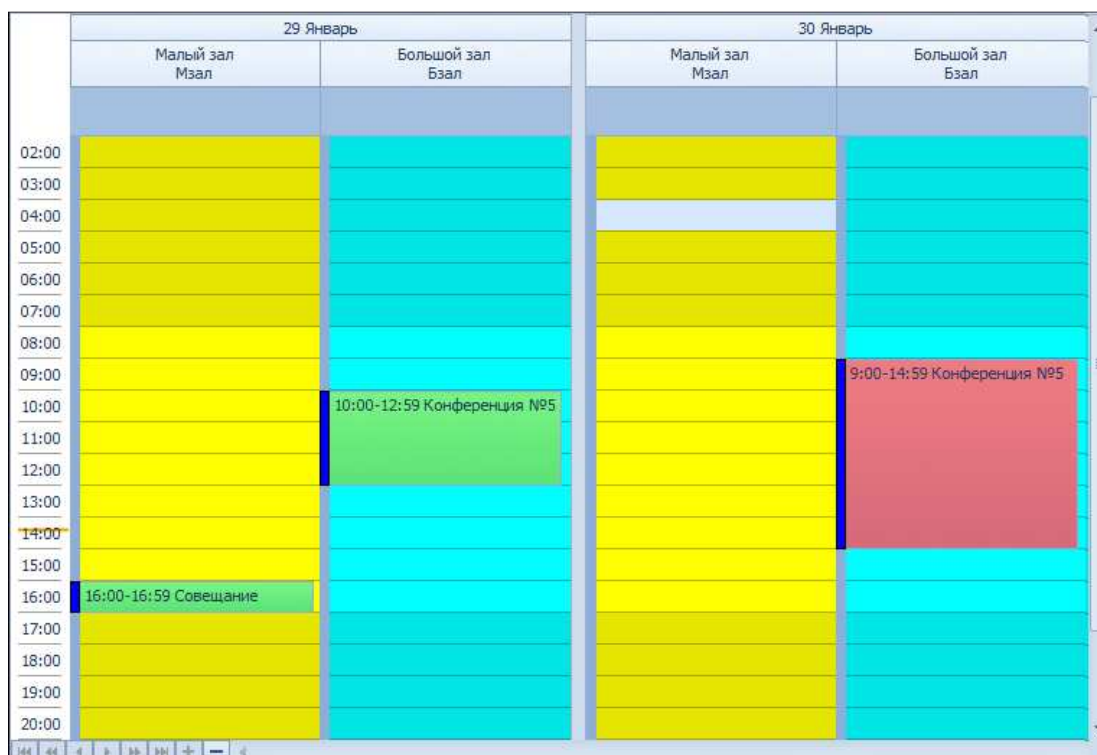 29 Январь
30 Январь
Малый зал
Мзал
Большой зал
Бзал
Малый зал
Мзал
Большой зал
Бзал
02:00
03:00
04:00
05:00
06:00
07:00
08:00
09:00
9:00-14:59 Конференция №5
10:00
10:00-12:59 Конференция №5
11:00
12:00
13:00
14:00
15:00
16:00
16:00-16:59 Совещание
17:00
18:00
19:00
20:00